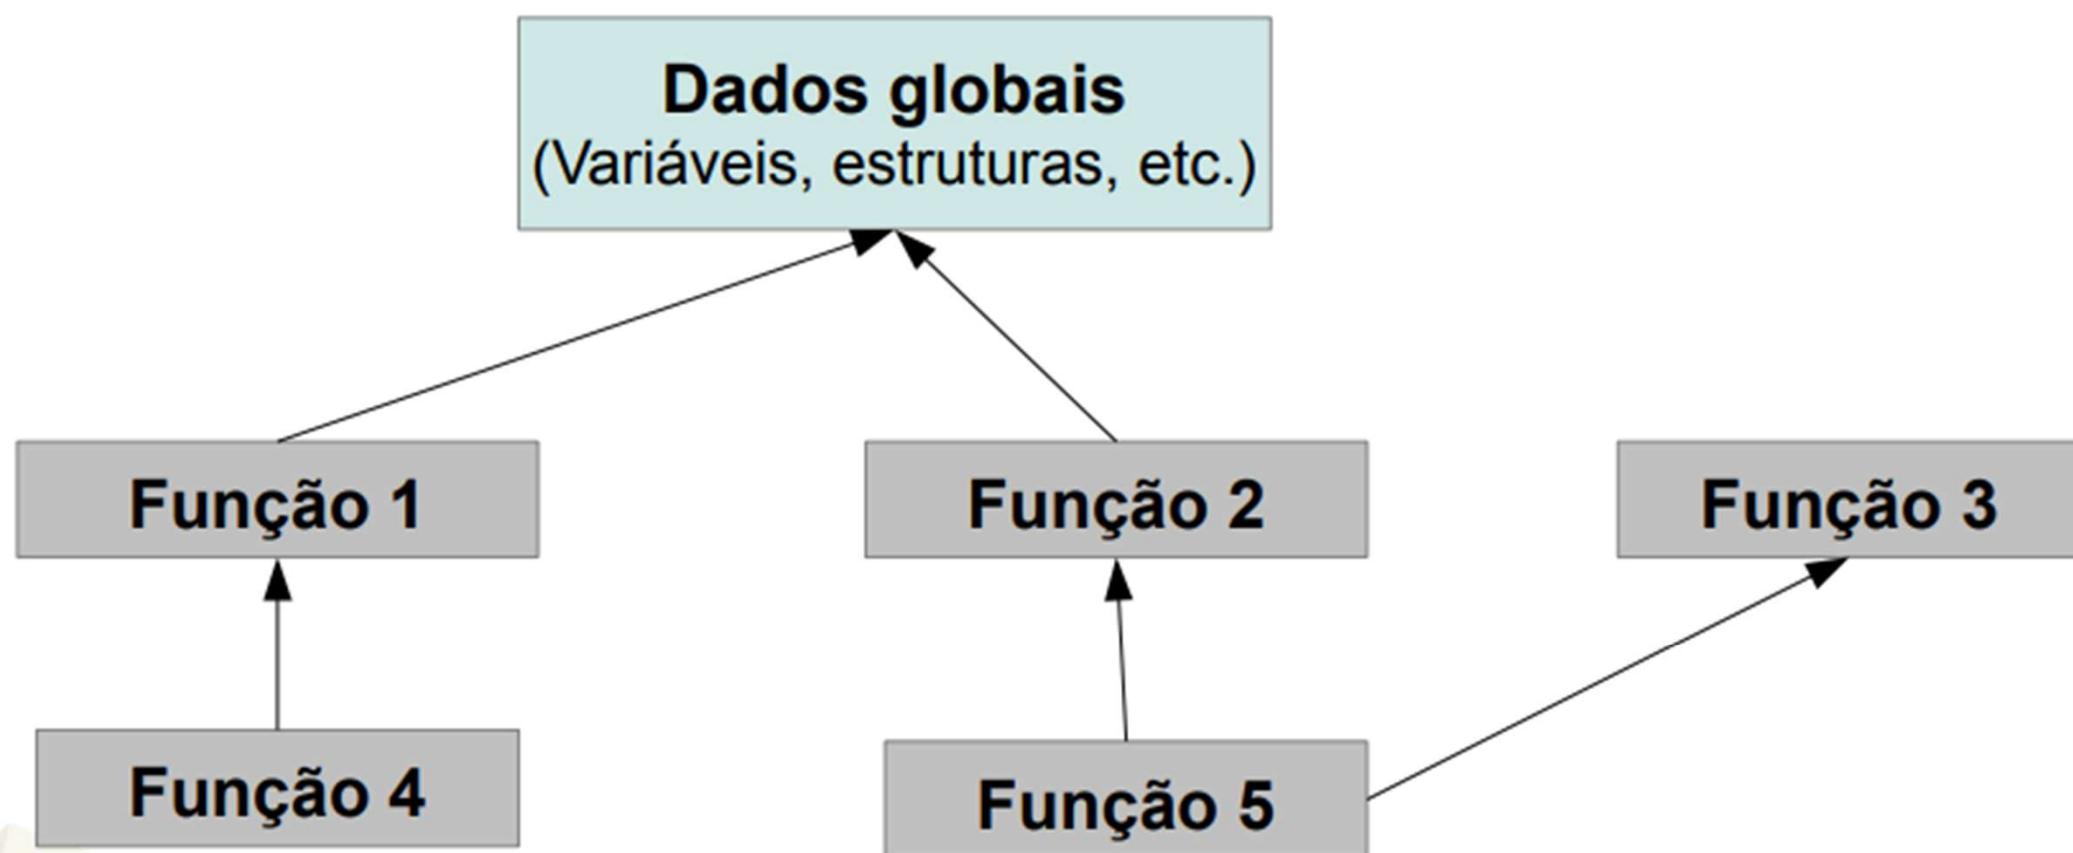 Dados globais
(Variáveis, estruturas, etc.)
Função 1
Função 2
Função 3
Função 4
Função 5